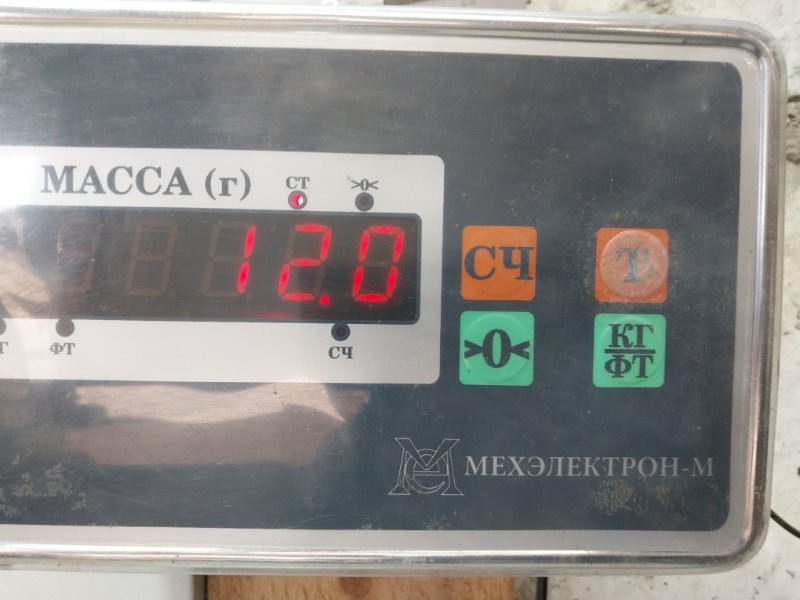 МАССА (г)
СТ
>0<
12.0
ФТ
СЧ
СЧ
Т
>0<
КГ
ФТ
МЕХЭЛЕКТРОН-М